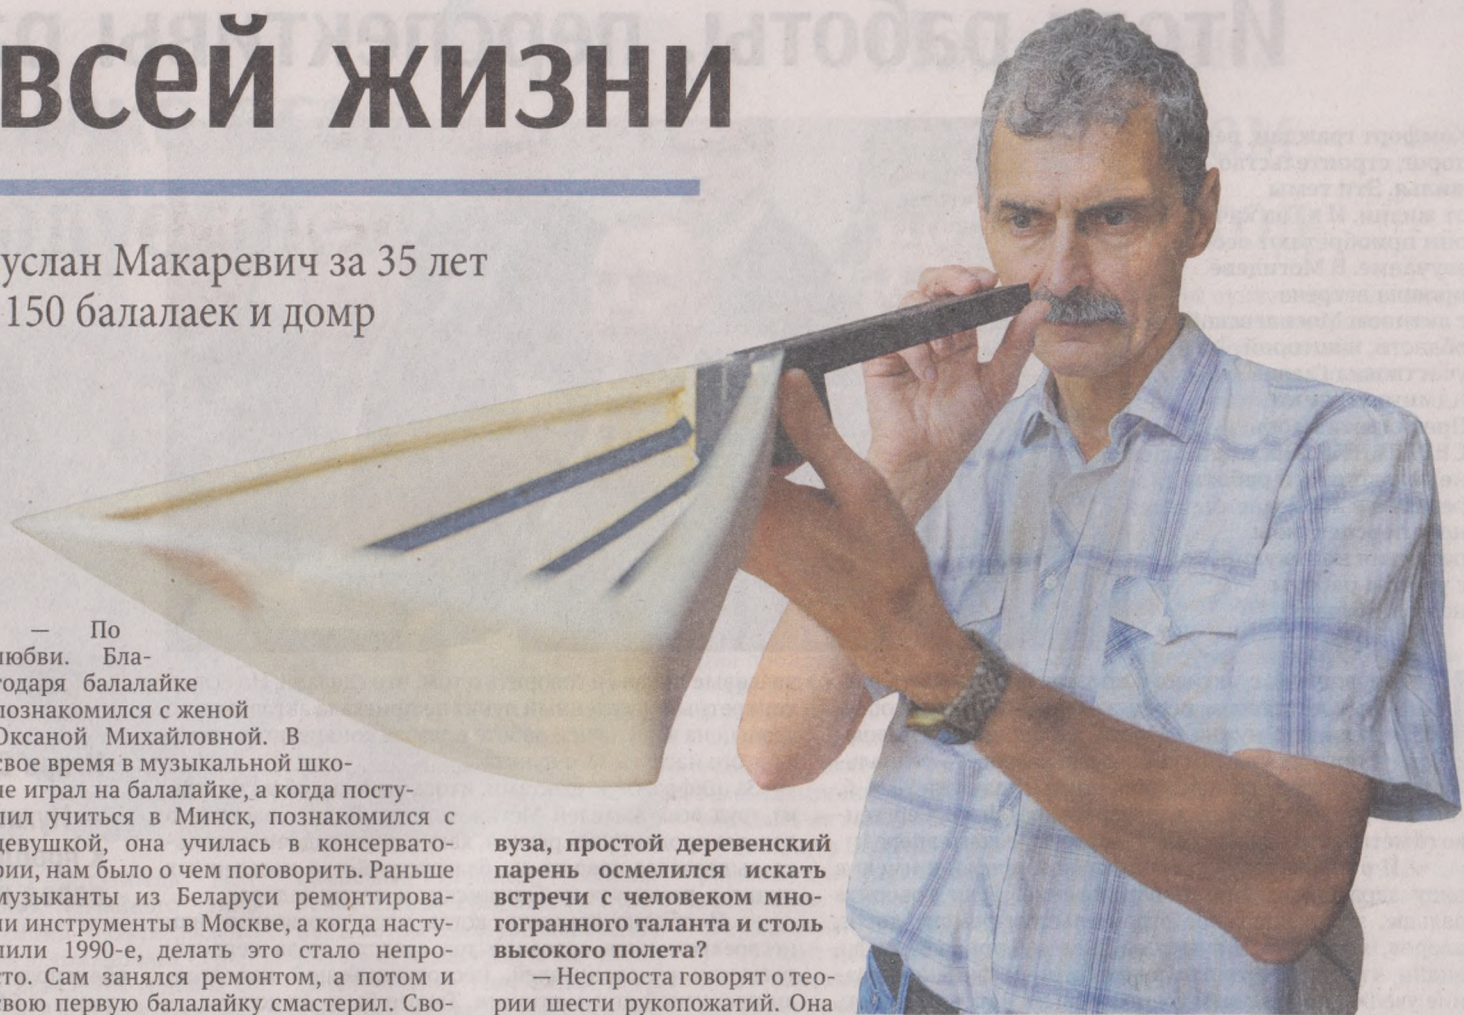 всей жизни
услан Макаревич за 35 лет
150 балалаек и домр
— По
любви. Бла-
годаря балалайке
познакомился с женой
Оксаной Михайловной. В
свое время в музыкальной шко-
ле играл на балалайке, а когда посту-
пил учиться в Минск, познакомился с
девушкой, она училась в консервато-
рии, нам было о чем поговорить. Раньше
музыканты из Беларуси ремонтирова-
ли инструменты в Москве, а когда насту-
пили 1990-е, делать это стало непро-
сто. Сам занялся ремонтом, а потом и
свою первую балалайку смастерил. Сво-
вуза, простой деревенский
парень осмелился искать
встречи с человеком мно-
гогранного таланта и столь
высокого полета?
— Неспроста говорят о тео-
рии шести рукопожатий. Она